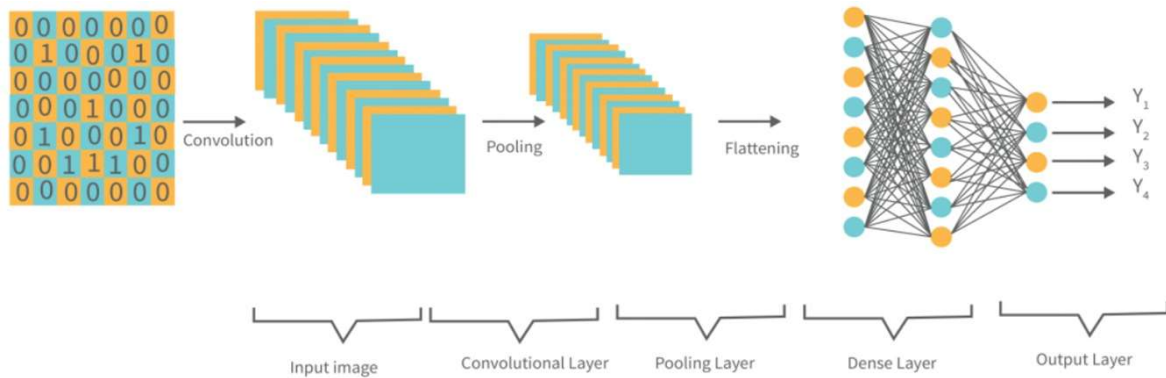 0 0 0 0 0 0 0
0 1 0 0 0 1 0
0 0 0 0 0 0 0
0 0 0 1 0 0 0
0 1 0 0 0 1 0
0 0 1 1 1 0 0
0 0 0 0 0 0 0
Convolution
Pooling
Flattening
Y1
Y2
Y3
Y4
Input image
Convolutional Layer
Pooling Layer
Dense Layer
Output Layer